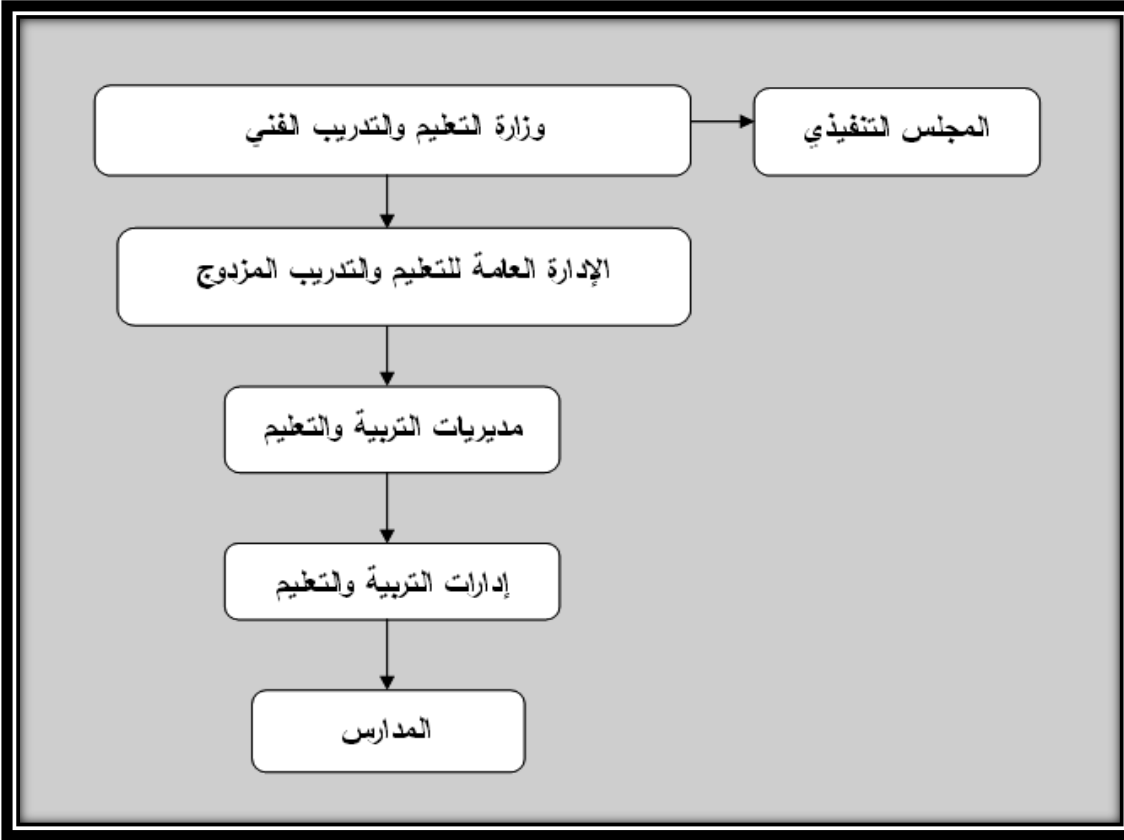 وزارة التعليم والتدريب الفني
المجلس التنفيذي
الإدارة العامة للتعليم والتدريب المزدوج
مديريات التربية والتعليم
إدارات التربية والتعليم
المدارس